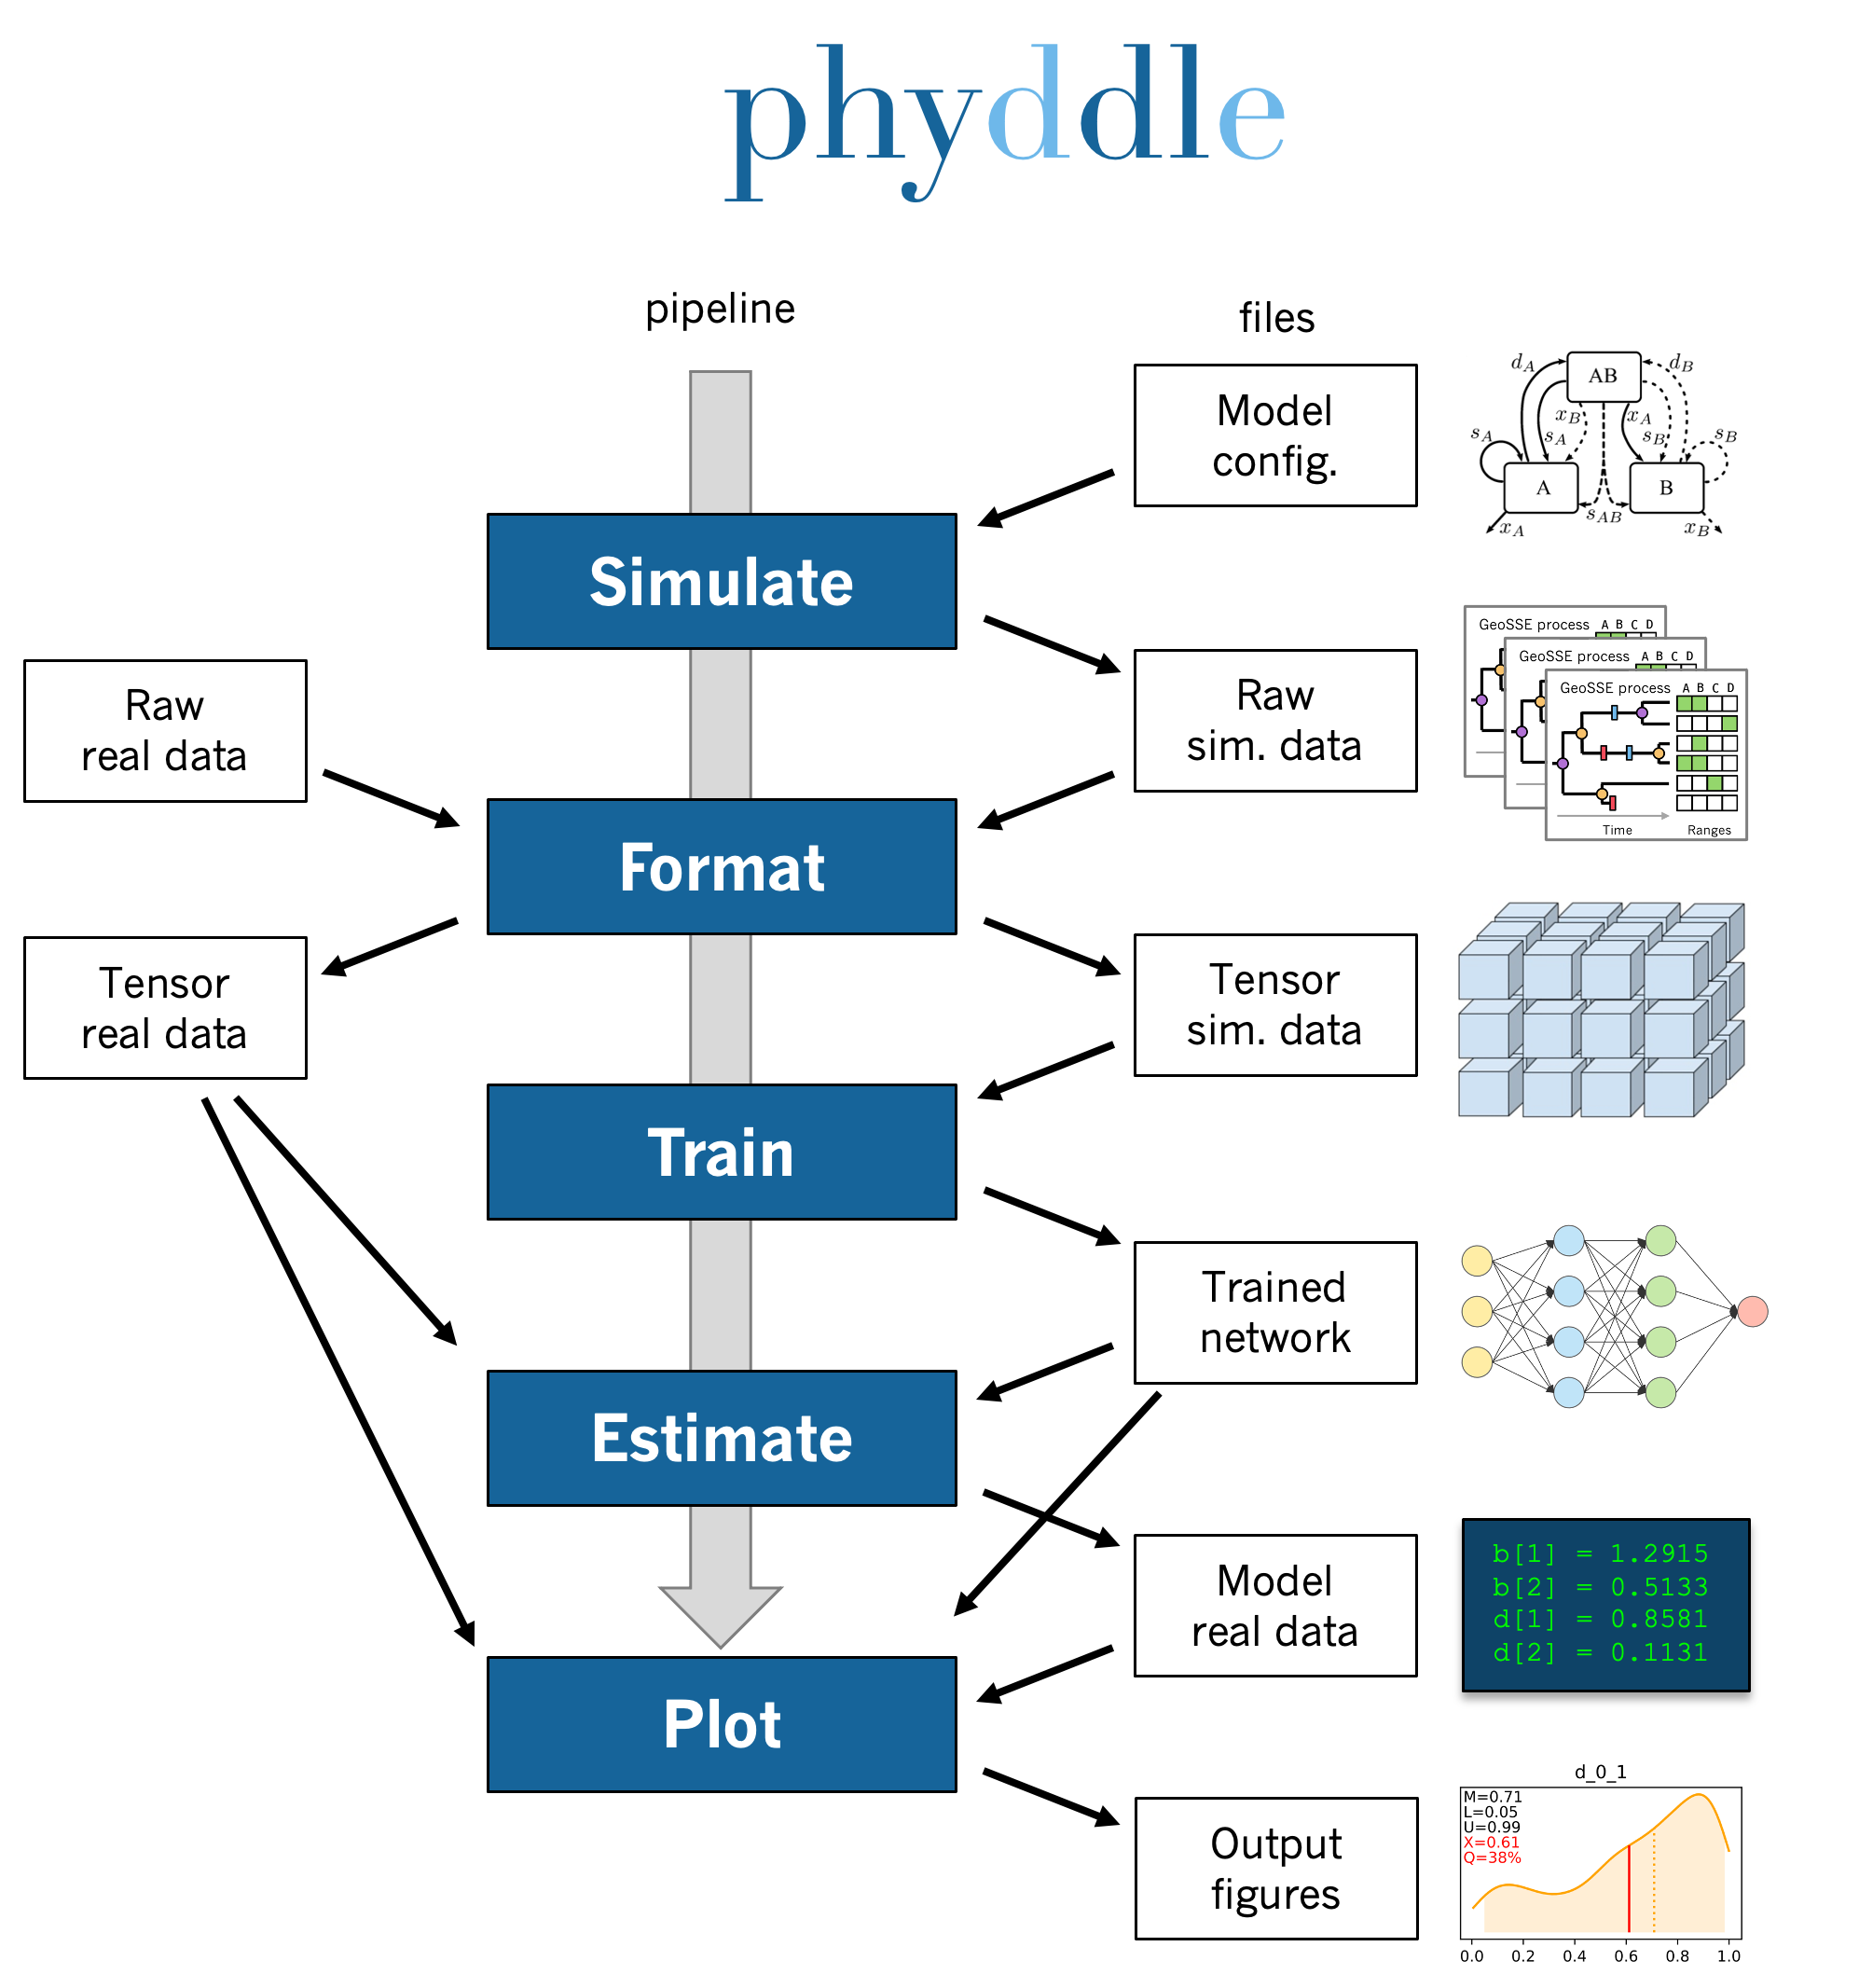 phyddle
pipeline
files
Model
config.
d_A
d_B
AB
x_B
x_A
s_A
s_A
s_B
s_B
A
B
s_AB
x_A
x_B
Simulate
GeoSSE process A B C D
GeoSSE process A B C D
GeoSSE process A B C D
Time
Ranges
Raw
real data
Raw
sim. data
Format
Tensor
real data
Tensor
sim. data
Train
Trained
network
Estimate
Model
real data
b[1] = 1.2915
b[2] = 0.5133
d[1] = 0.8581
d[2] = 0.1131
Plot
Output
figures
d_0_1
M=0.71
L=0.05
U=0.99
X=0.61
Q=38%
0.0 0.2 0.4 0.6 0.8 1.0